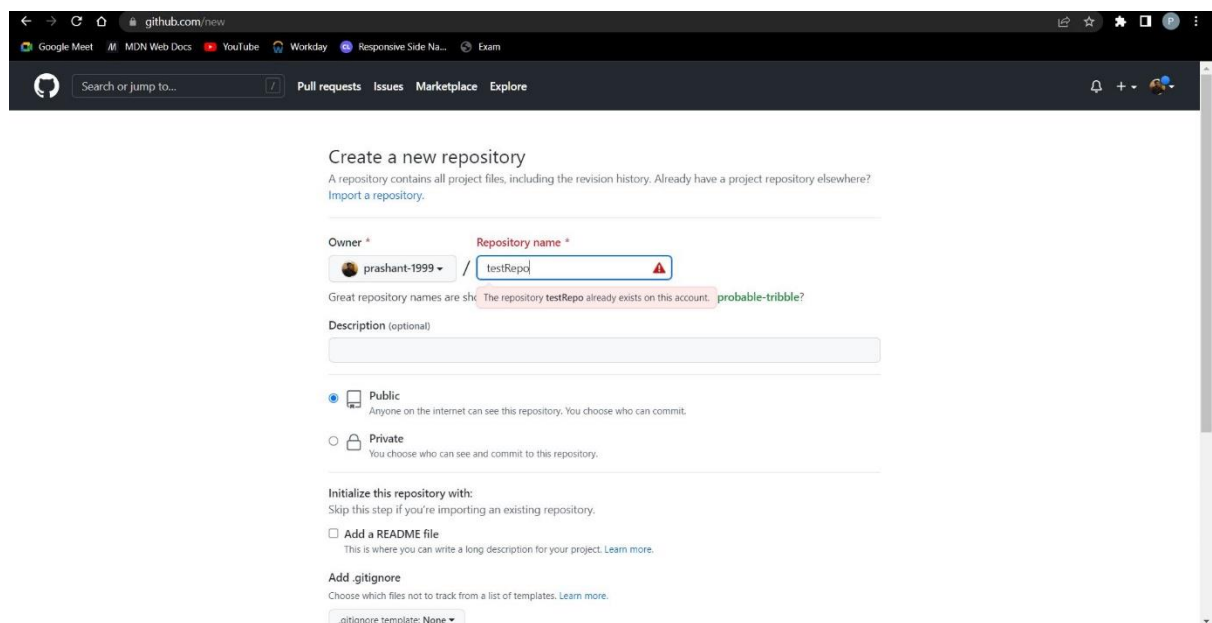 github.com/new
Google Meet MDN Web Docs YouTube Workday Responsive Side Na... Exam
Search or jump to... / Pull requests Issues Marketplace Explore
Create a new repository
A repository contains all project files, including the revision history. Already have a project repository elsewhere?
Import a repository.
Owner * Repository name *
prashant-1999 / testRepo
Great repository names are sh The repository testRepo already exists on this account. probable-tribble?
Description (optional)
Public
Anyone on the internet can see this repository. You choose who can commit.
Private
You choose who can see and commit to this repository.
Initialize this repository with:
Skip this step if you're importing an existing repository.
Add a README file
This is where you can write a long description for your project. Learn more.
Add .gitignore
Choose which files not to track from a list of templates. Learn more.
.gitignore template: None